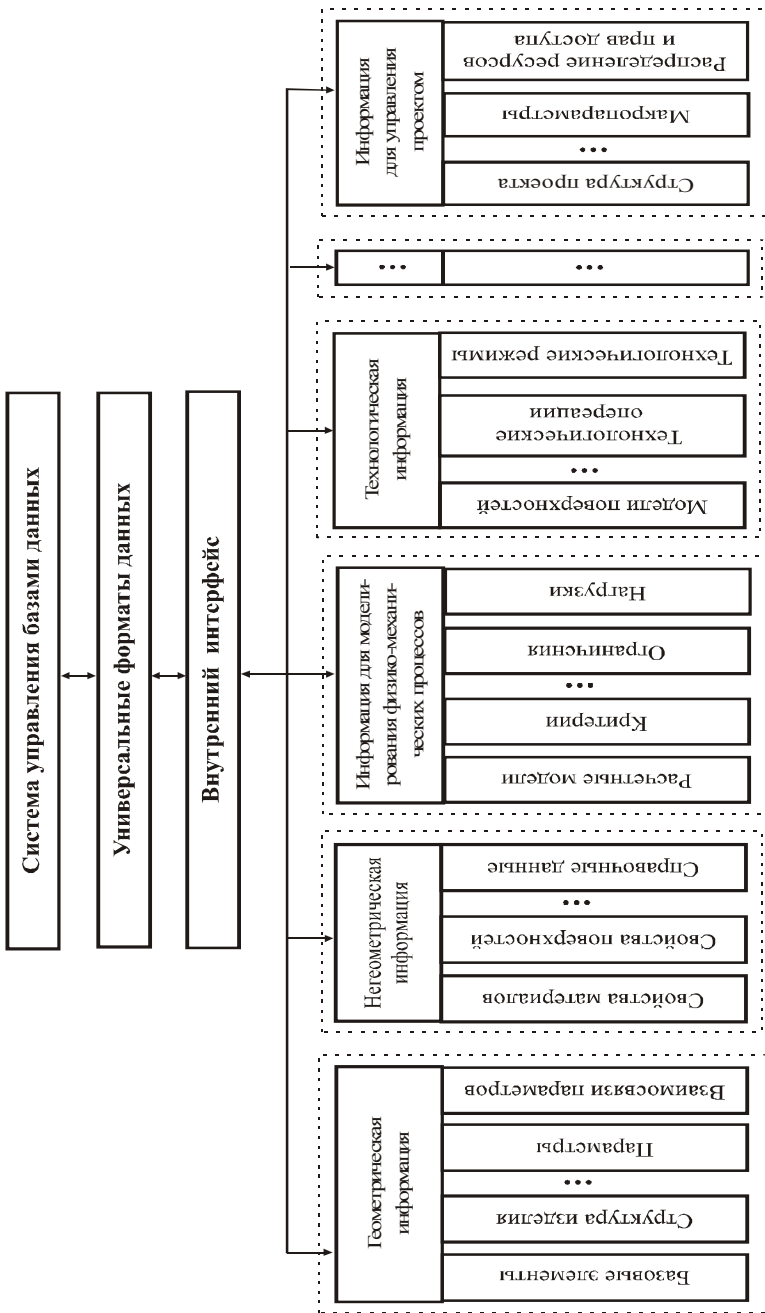 Система управления базами данных
Универсальные форматы данных
Внутренний интерфейс
Геометрическая
информация
Базовые элементы
Структура изделия
...
Параметры
Взаимосвязи параметров
Негеометрическая
информация
Свойства материалов
Свойства поверхностей
...
Справочные данные
Информация для модели-
рования физико-механи-
ческих процессов
Расчетные модели
Критерии
...
Ограничения
Нагрузки
Технологическая
информация
Модели поверхностей
...
Технологические
операции
Технологические режимы
...
...
Информация
для управления
проектом
Структура проекта
...
Макропараметры
Распределение ресурсов
и прав доступа